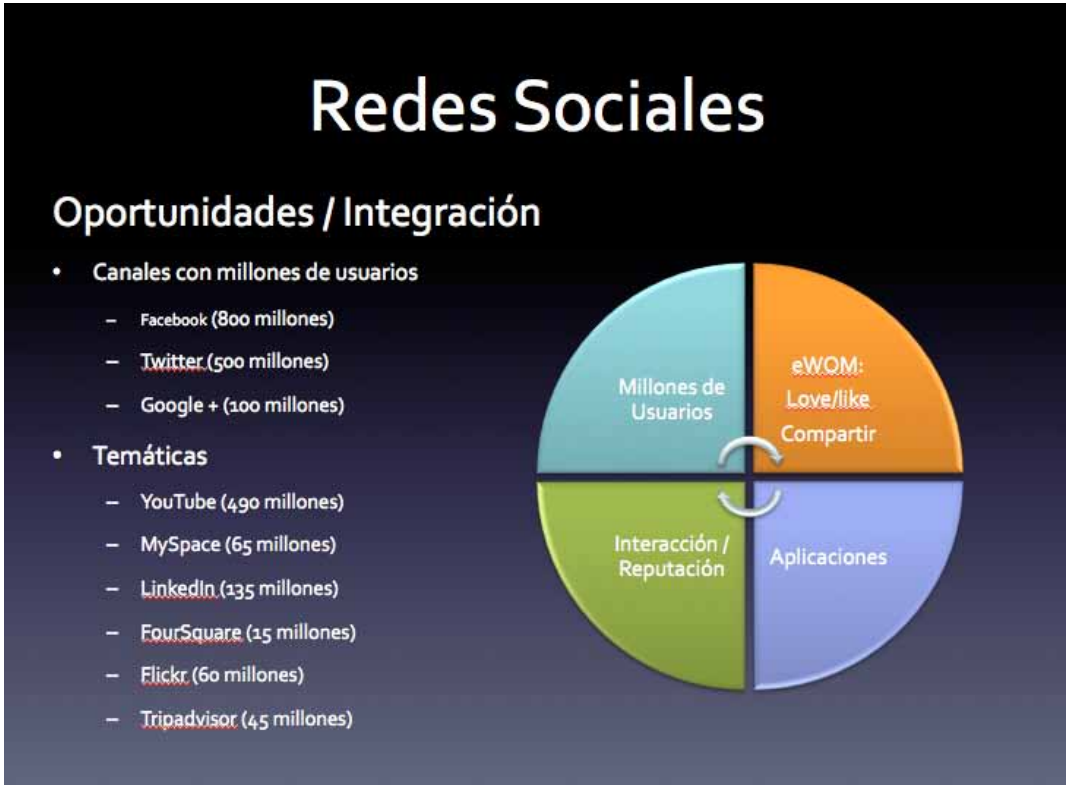 Redes Sociales
Oportunidades / Integración
• Canales con millones de usuarios
– Facebook (800 millones)
– Twitter (500 millones)
– Google + (100 millones)
• Temáticas
– YouTube (490 millones)
– MySpace (65 millones)
– LinkedIn (135 millones)
– FourSquare (15 millones)
– Flickr (60 millones)
– Tripadvisor (45 millones)
Millones de
Usuarios
eWOM:
Love/like
Compartir
Interacción /
Reputación
Aplicaciones